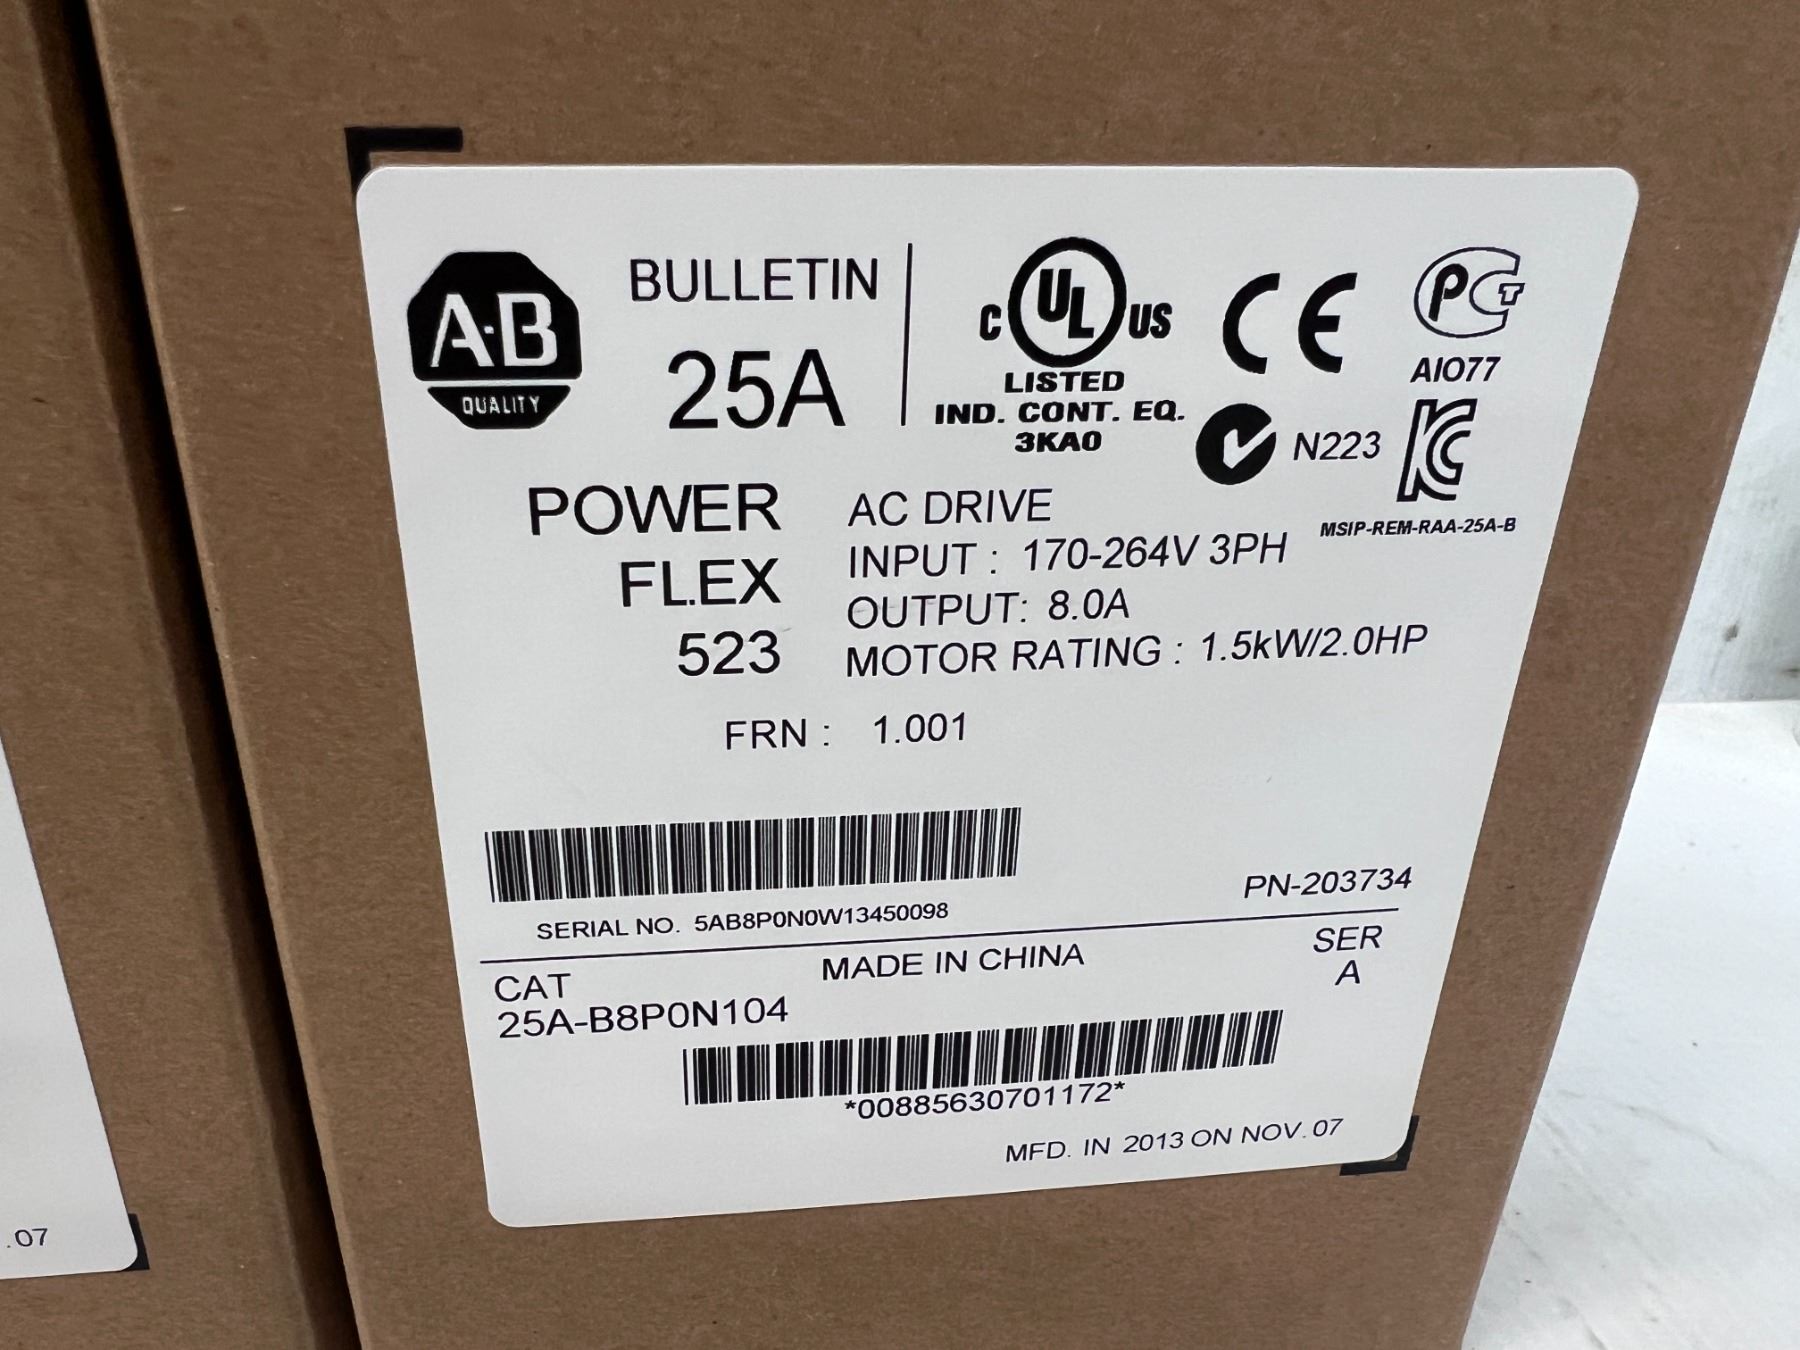 A·B
QUALITY
BULLETIN
25A
C UL US
LISTED
IND. CONT. EQ.
3KA0
CE
PCT
AIO77
N223
KC
MSIP-REM-RAA-25A-B
POWER
FLEX
523
AC DRIVE
INPUT : 170-264V 3PH
OUTPUT: 8.0A
MOTOR RATING : 1.5kW/2.0HP
FRN : 1.001
SERIAL NO. 5AB8P0N0W13450098
PN-203734
CAT
25A-B8P0N104
MADE IN CHINA
SER
A
*00885630701172*
MFD. IN 2013 ON NOV. 07
.07